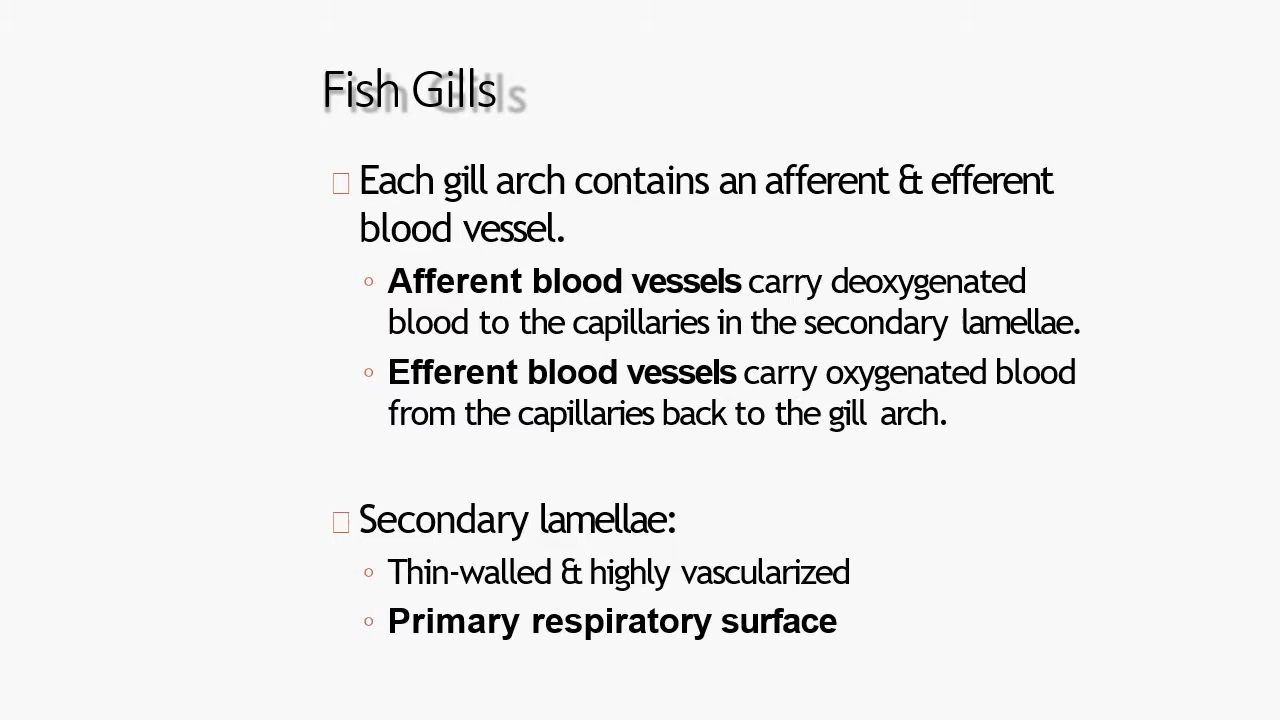 Fish Gills
Each gill arch contains an afferent & efferent
blood vessel.
Afferent blood vessels carry deoxygenated
blood to the capillaries in the secondary lamellae.
Efferent blood vessels carry oxygenated blood
from the capillaries back to the gill arch.
Secondary lamellae:
Thin-walled & highly vascularized
Primary respiratory surface